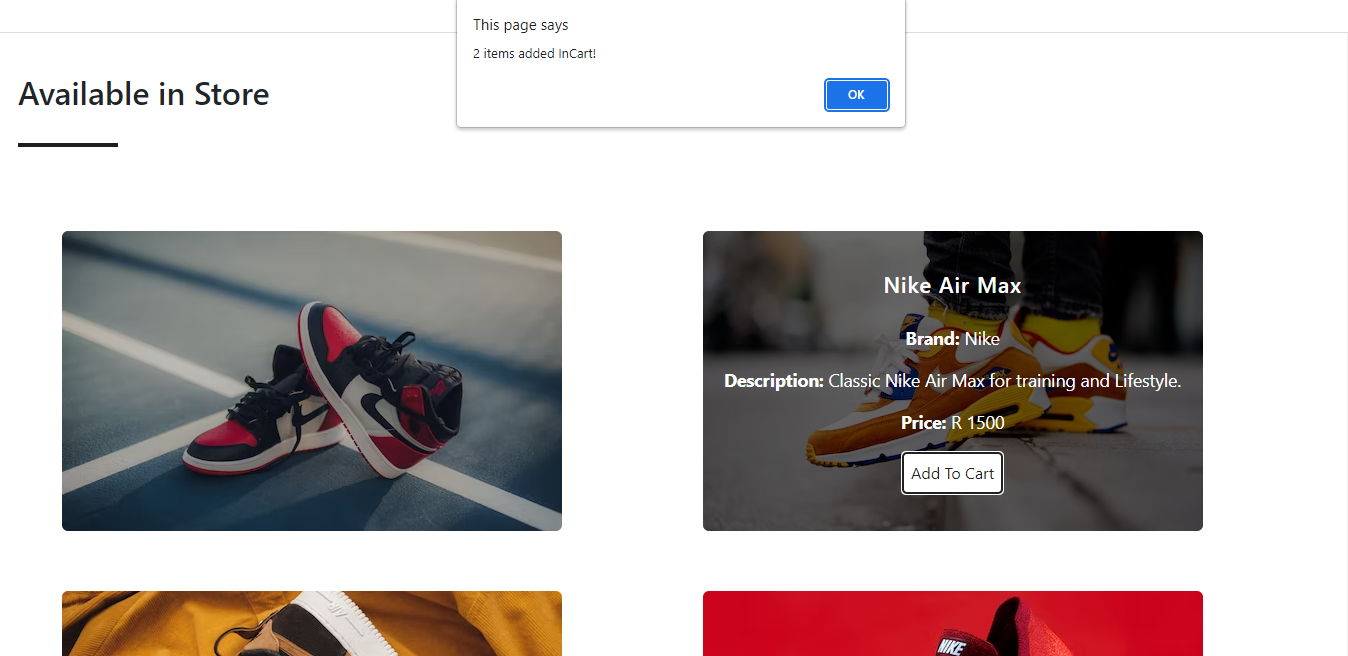 This page says
2 items added InCart!
OK
Available in Store
Nike Air Max
Brand: Nike
Description: Classic Nike Air Max for training and Lifestyle.
Price: R 1500
Add To Cart
NIKE